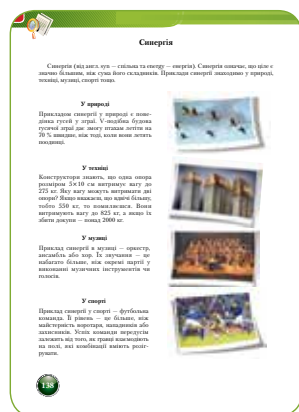 Синергія
Синергія (від англ. syn — спільна та energy — енергія). Синергія означає, що ціле є
значно більшим, ніж сума його складників. Приклади синергії знаходимо у природі,
техніці, музиці, спорті тощо.
У природі
Прикладом синергії у природі є пове-
дінка гусей у зграї. V-подібна будова
гусячої зграї дає змогу птахам летіти на
70 % швидше, ніж тоді, коли вони летять
поодинці.
У техніці
Конструктори знають, що одна опора
розміром 5×10 см витримує вагу до
275 кг. Яку вагу можуть витримати дві
опори? Якщо вважаєш, що вдвічі більшу,
тобто 550 кг, то помиляєшся. Вони
витримують вагу до 825 кг, а якщо їх
збити докупи — понад 2000 кг.
У музиці
Приклад синергії в музиці — оркестр,
ансамбль або хор. Їх звучання — це
набагато більше, ніж окремі партії у
виконанні музичних інструментів чи
голосів.
У спорті
Приклад синергії у спорті — футбольна
команда. Її рівень — це більше, ніж
майстерність воротаря, нападників або
захисників. Успіх команди передусім
залежить від того, як гравці взаємодіють
на полі, які комбінації вміють розіг-
рувати.
138